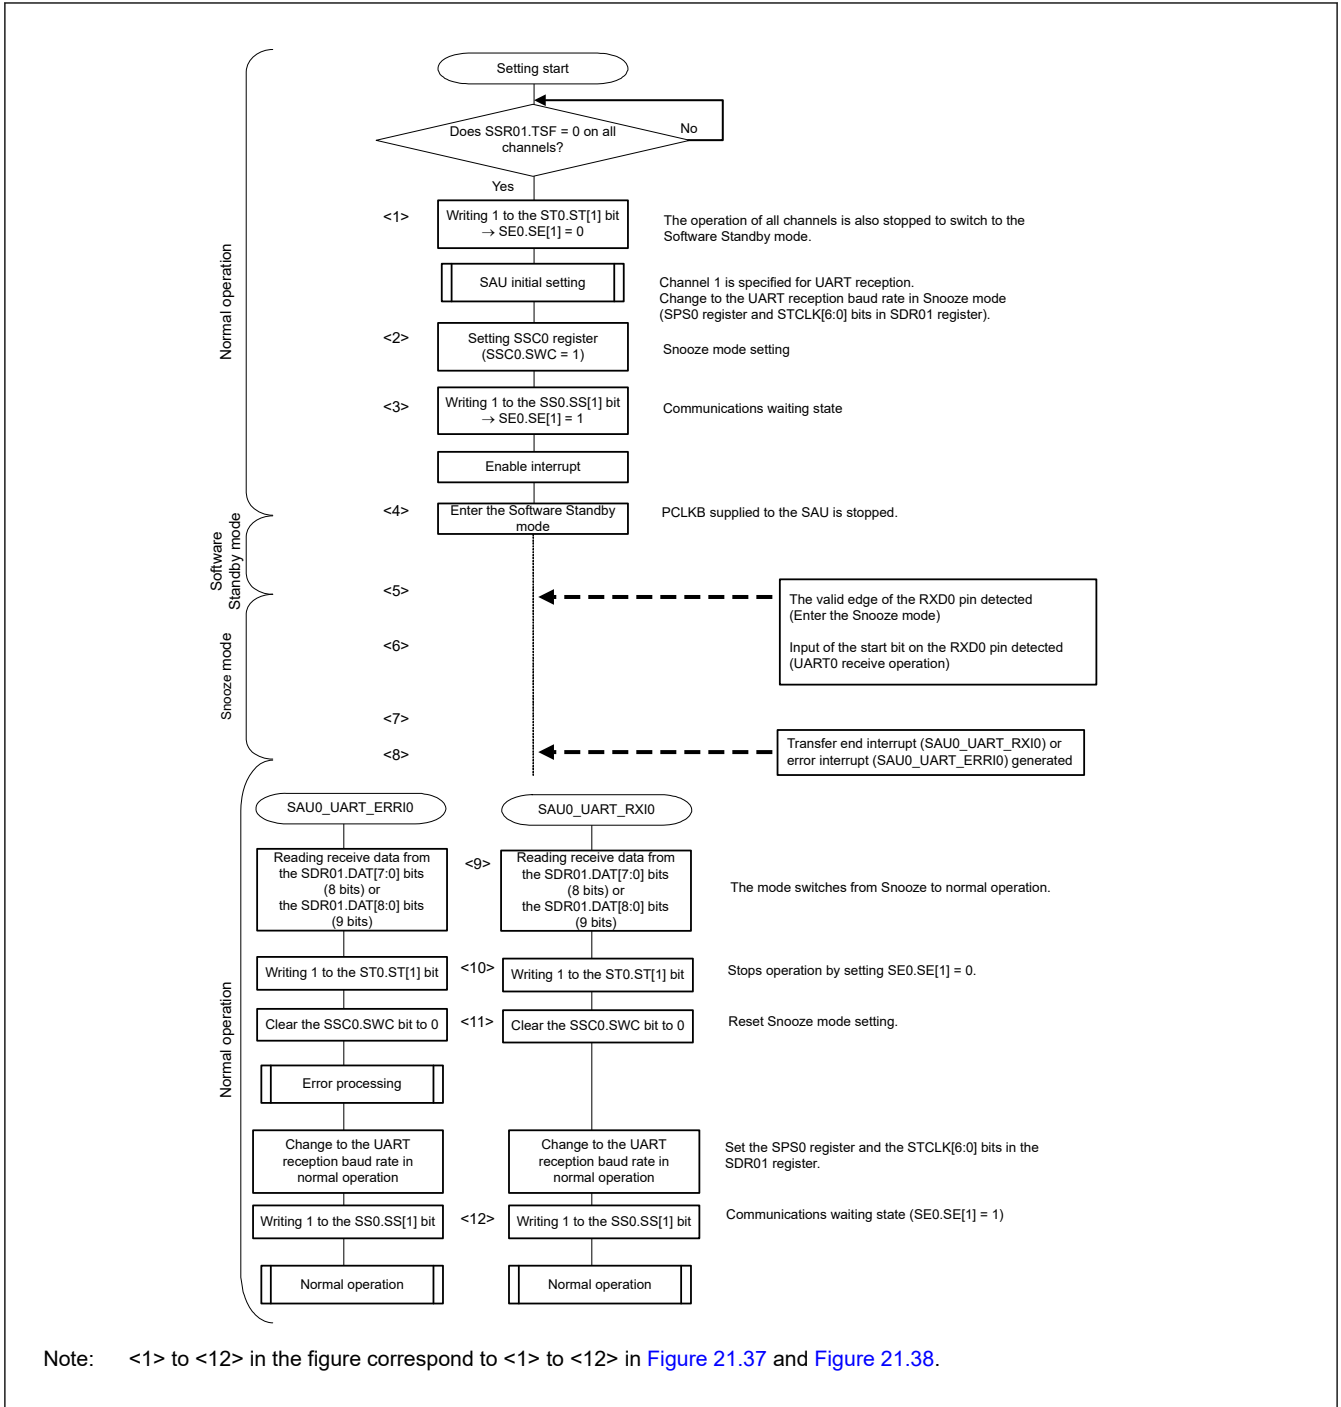 Setting start
Does SSR01.TSF = 0 on all
channels?
No
Yes
Normal operation
<1>
Writing 1 to the ST0.ST[1] bit
→ SE0.SE[1] = 0
The operation of all channels is also stopped to switch to the
Software Standby mode.
SAU initial setting
Channel 1 is specified for UART reception.
Change to the UART reception baud rate in Snooze mode
(SPS0 register and STCLK[6:0] bits in SDR01 register).
<2>
Setting SSC0 register
(SSC0.SWC = 1)
Snooze mode setting
<3>
Writing 1 to the SS0.SS[1] bit
→ SE0.SE[1] = 1
Communications waiting state
Enable interrupt
<4>
Enter the Software Standby
mode
PCLKB supplied to the SAU is stopped.
Software
Standby mode
<5>
The valid edge of the RXD0 pin detected
(Enter the Snooze mode)
Input of the start bit on the RXD0 pin detected
(UART0 receive operation)
Snooze mode
<6>
<7>
<8>
Transfer end interrupt (SAU0_UART_RXI0) or
error interrupt (SAU0_UART_ERRI0) generated
Normal operation
SAU0_UART_ERRI0
SAU0_UART_RXI0
Reading receive data from
the SDR01.DAT[7:0] bits
(8 bits) or
the SDR01.DAT[8:0] bits
(9 bits)
<9>
Reading receive data from
the SDR01.DAT[7:0] bits
(8 bits) or
the SDR01.DAT[8:0] bits
(9 bits)
The mode switches from Snooze to normal operation.
Writing 1 to the ST0.ST[1] bit
<10>
Writing 1 to the ST0.ST[1] bit
Stops operation by setting SE0.SE[1] = 0.
Clear the SSC0.SWC bit to 0
<11>
Clear the SSC0.SWC bit to 0
Reset Snooze mode setting.
Error processing
Change to the UART
reception baud rate in
normal operation
Change to the UART
reception baud rate in
normal operation
Set the SPS0 register and the STCLK[6:0] bits in the
SDR01 register.
Writing 1 to the SS0.SS[1] bit
<12>
Writing 1 to the SS0.SS[1] bit
Communications waiting state (SE0.SE[1] = 1)
Normal operation
Normal operation
Note: <1> to <12> in the figure correspond to <1> to <12> in Figure 21.37 and Figure 21.38.